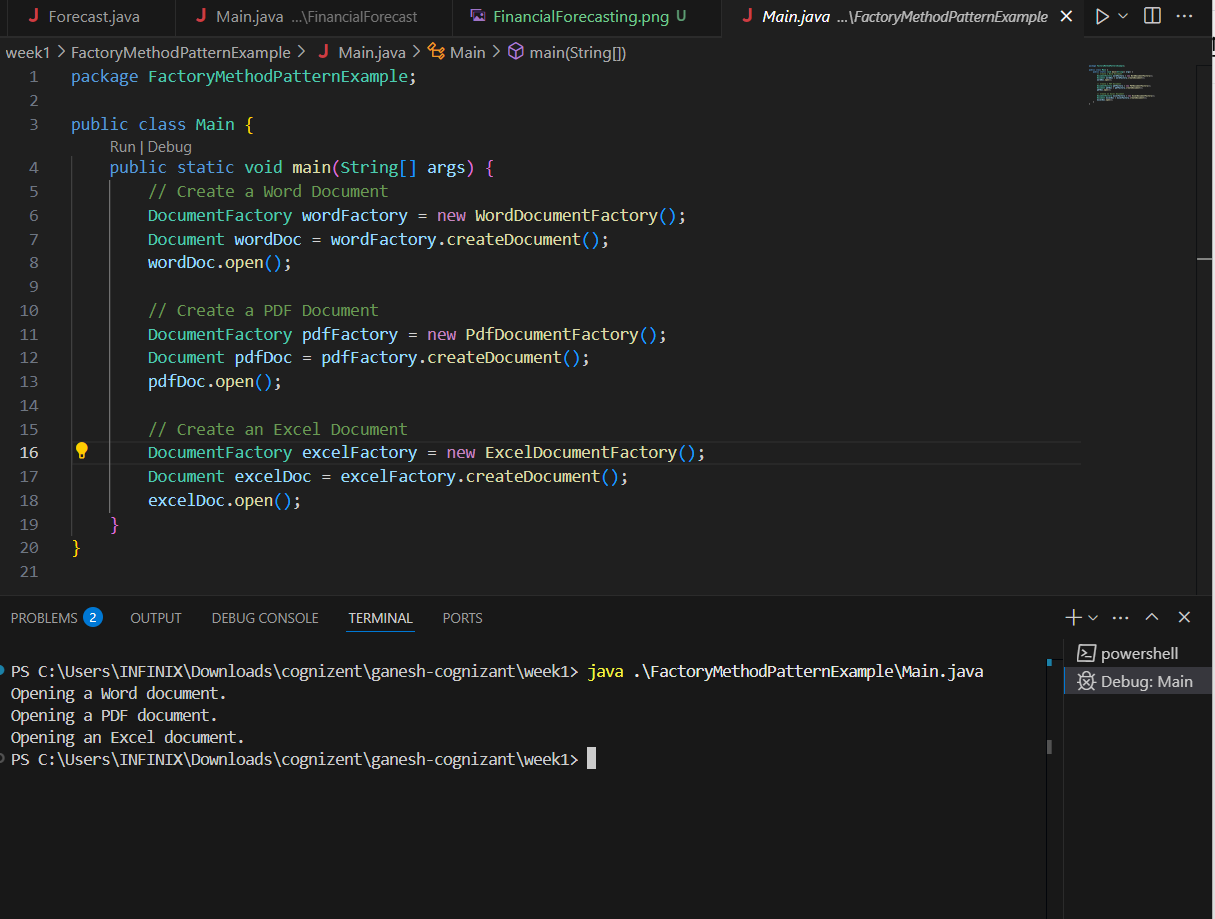 Forecast.java Main.java ...\FinancialForecast FinancialForecasting.png U Main.java ...\FactoryMethodPatternExample
week1 > FactoryMethodPatternExample > Main.java > Main > main(String[])
1 package FactoryMethodPatternExample;
2
3 public class Main {
Run | Debug
4 public static void main(String[] args) {
5 // Create a Word Document
6 DocumentFactory wordFactory = new WordDocumentFactory();
7 Document wordDoc = wordFactory.createDocument();
8 wordDoc.open();
9
10 // Create a PDF Document
11 DocumentFactory pdfFactory = new PdfDocumentFactory();
12 Document pdfDoc = pdfFactory.createDocument();
13 pdfDoc.open();
14
15 // Create an Excel Document
16 DocumentFactory excelFactory = new ExcelDocumentFactory();
17 Document excelDoc = excelFactory.createDocument();
18 excelDoc.open();
19 }
20 }
21
PROBLEMS 2 OUTPUT DEBUG CONSOLE TERMINAL PORTS
PS C:\Users\INFINIX\Downloads\cognizent\ganesh-cognizant\week1> java .\FactoryMethodPatternExample\Main.java
Opening a Word document.
Opening a PDF document.
Opening an Excel document.
PS C:\Users\INFINIX\Downloads\cognizent\ganesh-cognizant\week1>
powershell
Debug: Main